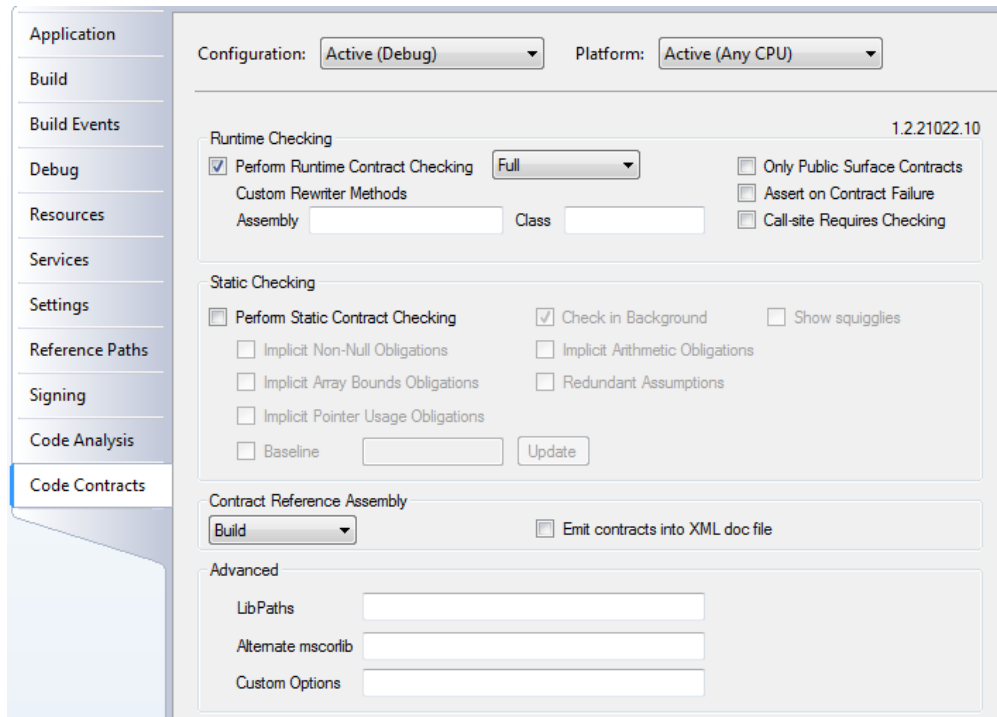 Application
Build
Build Events
Debug
Resources
Services
Settings
Reference Paths
Signing
Code Analysis
Code Contracts
Configuration: Active (Debug) Platform: Active (Any CPU)
1.2.21022.10
Runtime Checking
Perform Runtime Contract Checking Full Only Public Surface Contracts
Custom Rewriter Methods Assert on Contract Failure
Assembly Class Call-site Requires Checking
Static Checking
Perform Static Contract Checking Check in Background Show squigglies
Implicit Non-Null Obligations Implicit Arithmetic Obligations
Implicit Array Bounds Obligations Redundant Assumptions
Implicit Pointer Usage Obligations
Baseline Update
Contract Reference Assembly
Build Emit contracts into XML doc file
Advanced
LibPaths
Alternate mscorlib
Custom Options